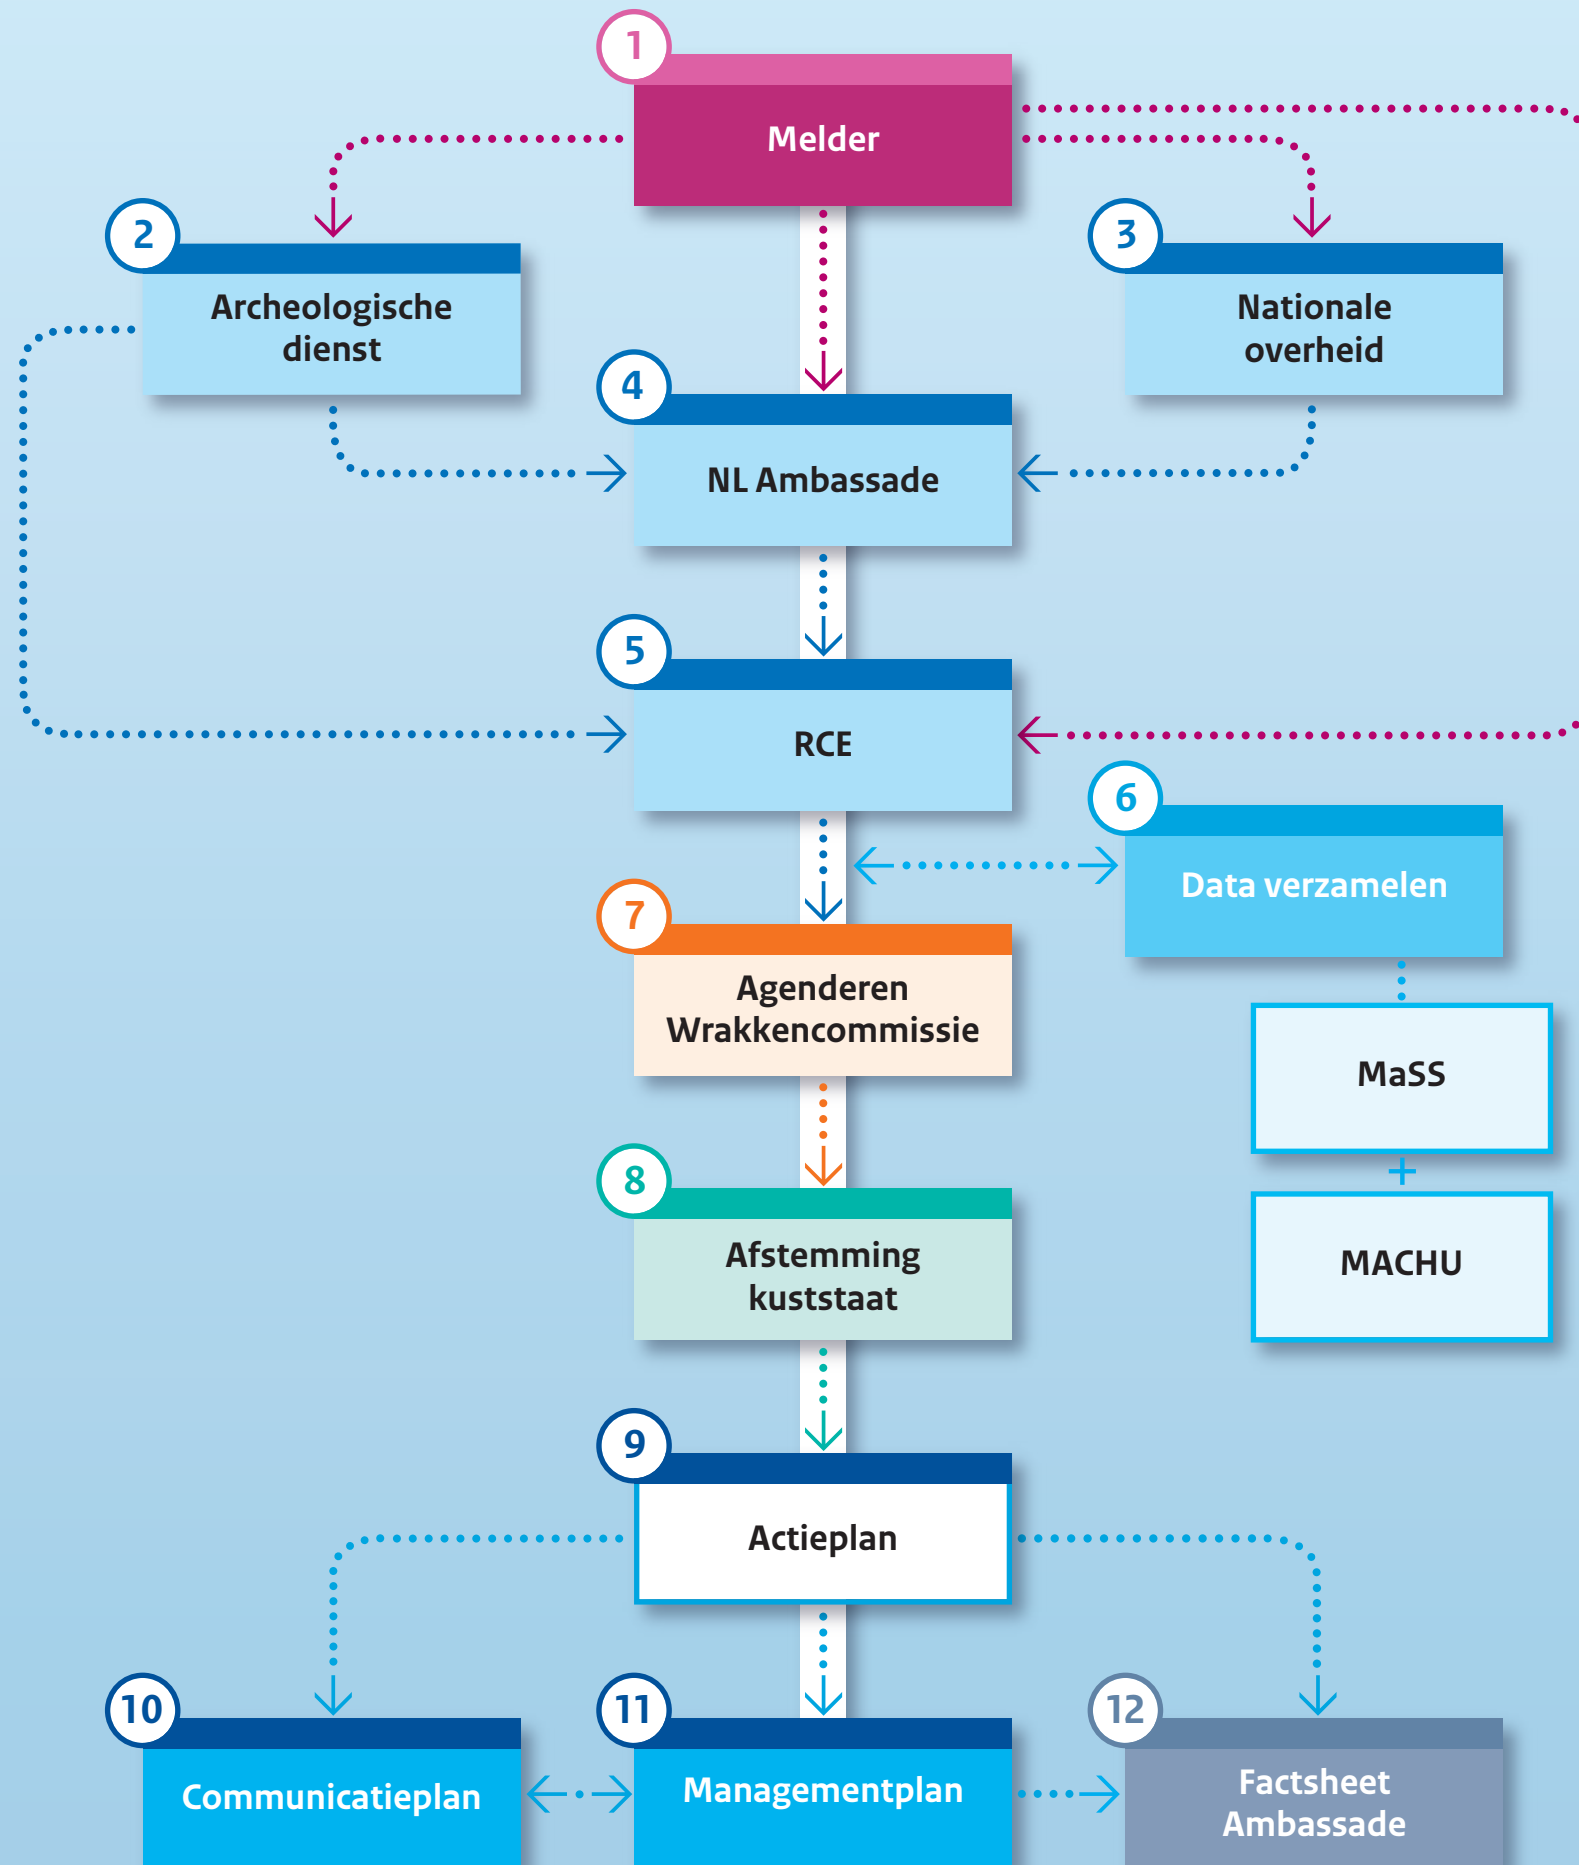 1
Melder
2
Archeologische
dienst
3
Nationale
overheid
4
NL Ambassade
5
RCE
6
Data verzamelen
MaSS
+
MACHU
7
Agenderen
Wrakkencommissie
8
Afstemming
kuststaat
9
Actieplan
10
Communicatieplan
11
Managementplan
12
Factsheet
Ambassade